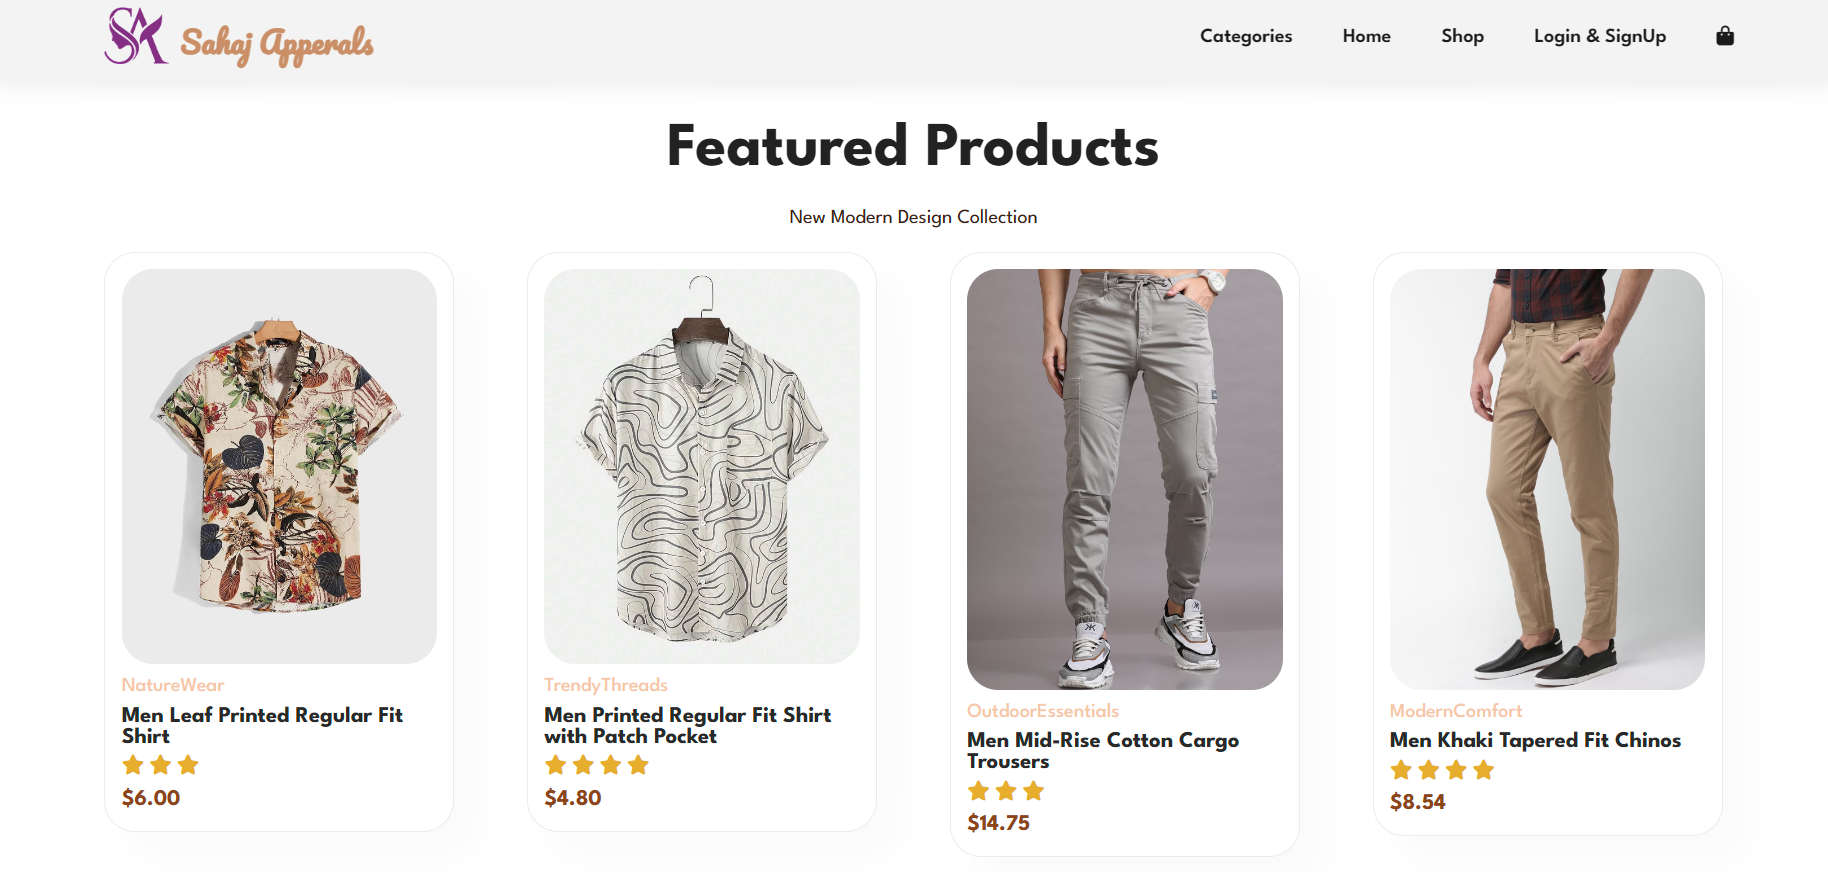 SA Sahaj Apperals
Categories Home Shop Login & SignUp
Featured Products
New Modern Design Collection
NatureWear
Men Leaf Printed Regular Fit
Shirt
$6.00
TrendyThreads
Men Printed Regular Fit Shirt
with Patch Pocket
$4.80
OutdoorEssentials
Men Mid-Rise Cotton Cargo
Trousers
$14.75
ModernComfort
Men Khaki Tapered Fit Chinos
$8.54